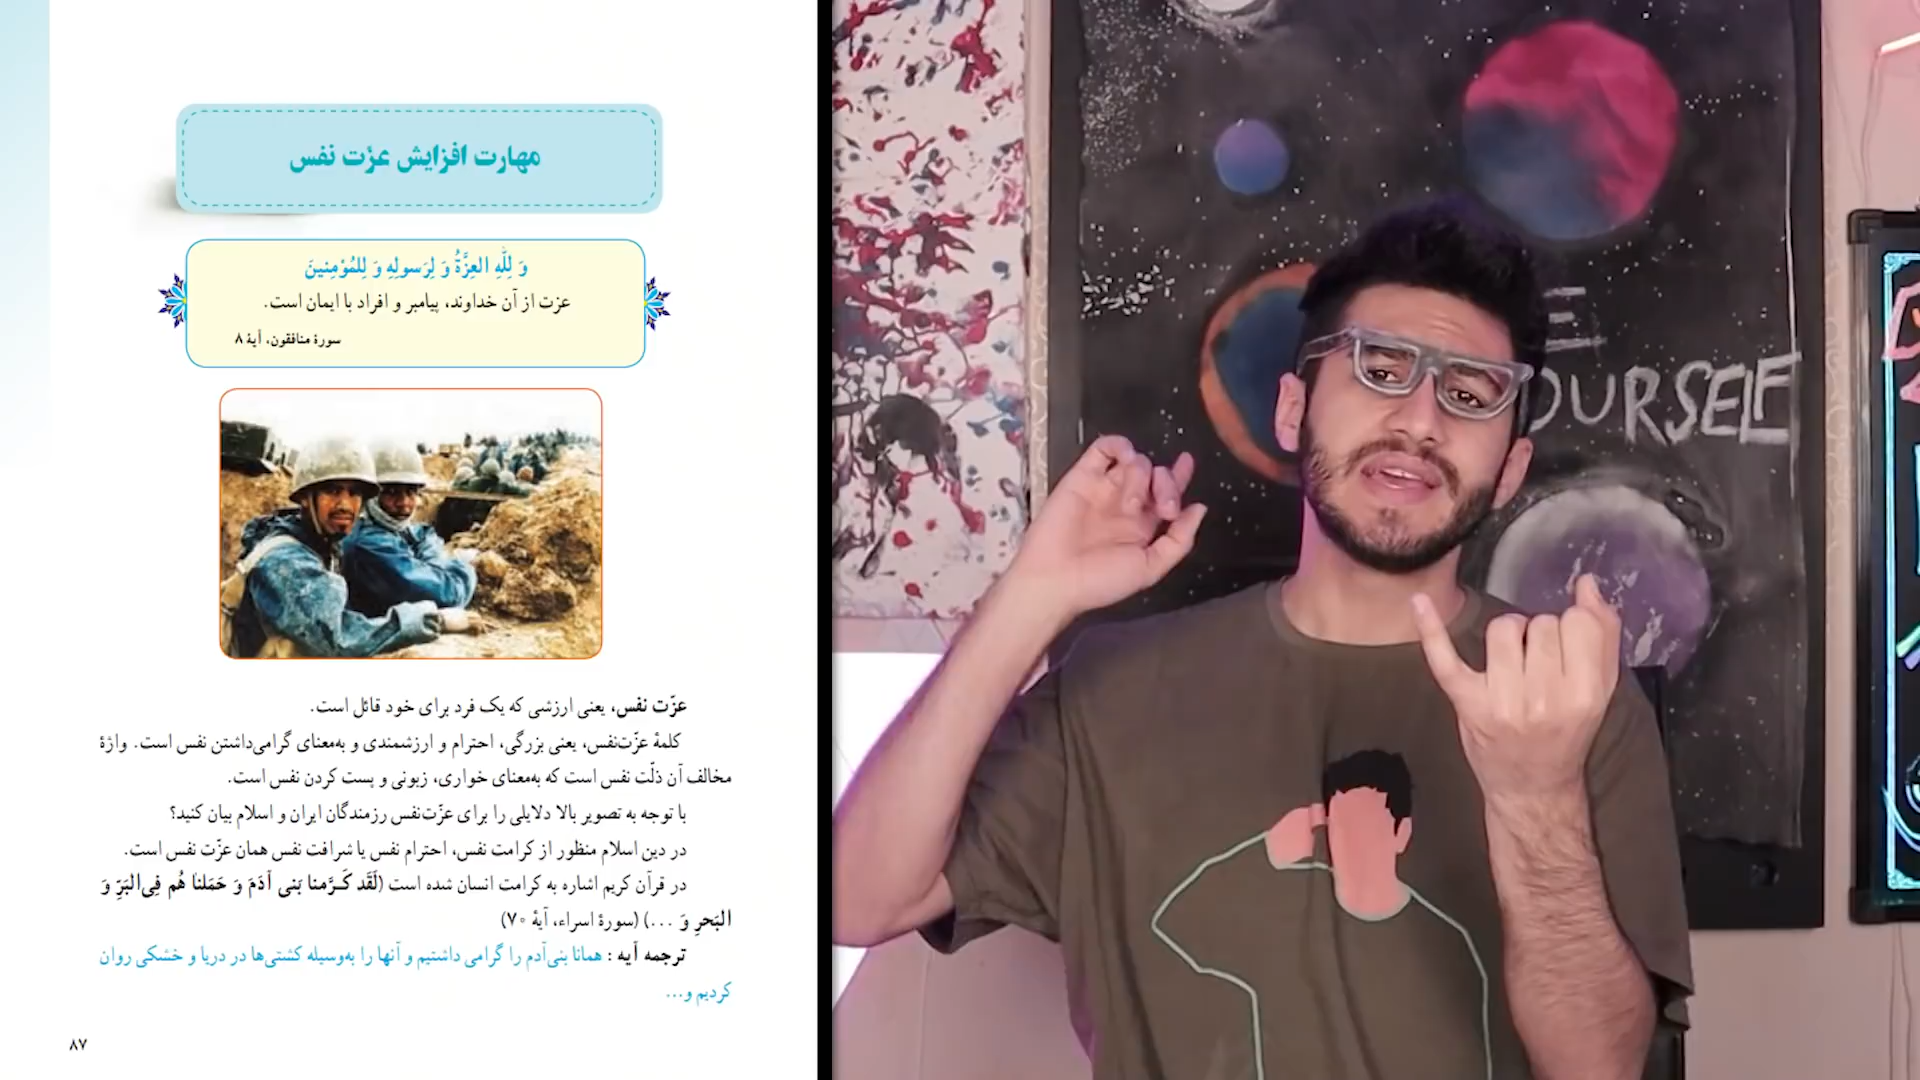 مهارت افزایش عزّت نفس
وَ لِلّٰهِ العِزَّةُ وَ لِرَسولِهِ وَ لِلمُؤْمِنینَ
عزت از آن خداوند، پیامبر و افراد با ایمان است.
سورهٔ منافقون، آیهٔ ۸
عزّت نفس، یعنی ارزشی که یک فرد برای خود قائل است.
کلمهٔ عزّت‌نفس، یعنی بزرگی، احترام و ارزشمندی و به‌معنای گرامی‌داشتن نفس است. واژهٔ
مخالف آن ذلّت نفس است که به‌معنای خواری، زبونی و پست کردن نفس است.
با توجه به تصویر بالا دلایلی را برای عزّت‌نفس رزمندگان ایران و اسلام بیان کنید؟
در دین اسلام منظور از کرامت نفس، احترام نفس یا شرافت نفس همان عزّت نفس است.
در قرآن کریم اشاره به کرامت انسان شده است (لَقَد کَـرَّمنا بَنی آدَمَ وَ حَمَلنا هُم فِی‌البَرِّ وَ
البَحرِ وَ ...) (سورهٔ اسراء، آیهٔ ۷۰)
ترجمه آیه : همانا بنی‌آدم را گرامی داشتیم و آنها را به‌وسیله کشتی‌ها در دریا و خشکی روان
کردیم و...
۸۷
OURSELF